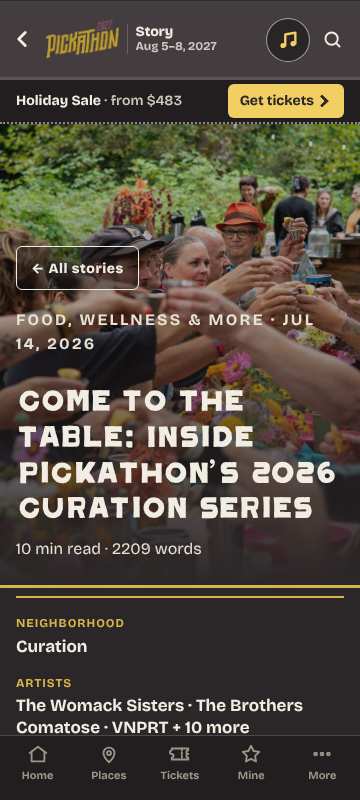 2027
PICKATHON
Story
Aug 5–8, 2027
Holiday Sale · from $483
Get tickets
← All stories
FOOD, WELLNESS & MORE · JUL
14, 2026
COME TO THE
TABLE: INSIDE
PICKATHON'S 2026
CURATION SERIES
10 min read · 2209 words
NEIGHBORHOOD
Curation
ARTISTS
The Womack Sisters · The Brothers
Comatose · VNPRT + 10 more
Home
Places
Tickets
Mine
More